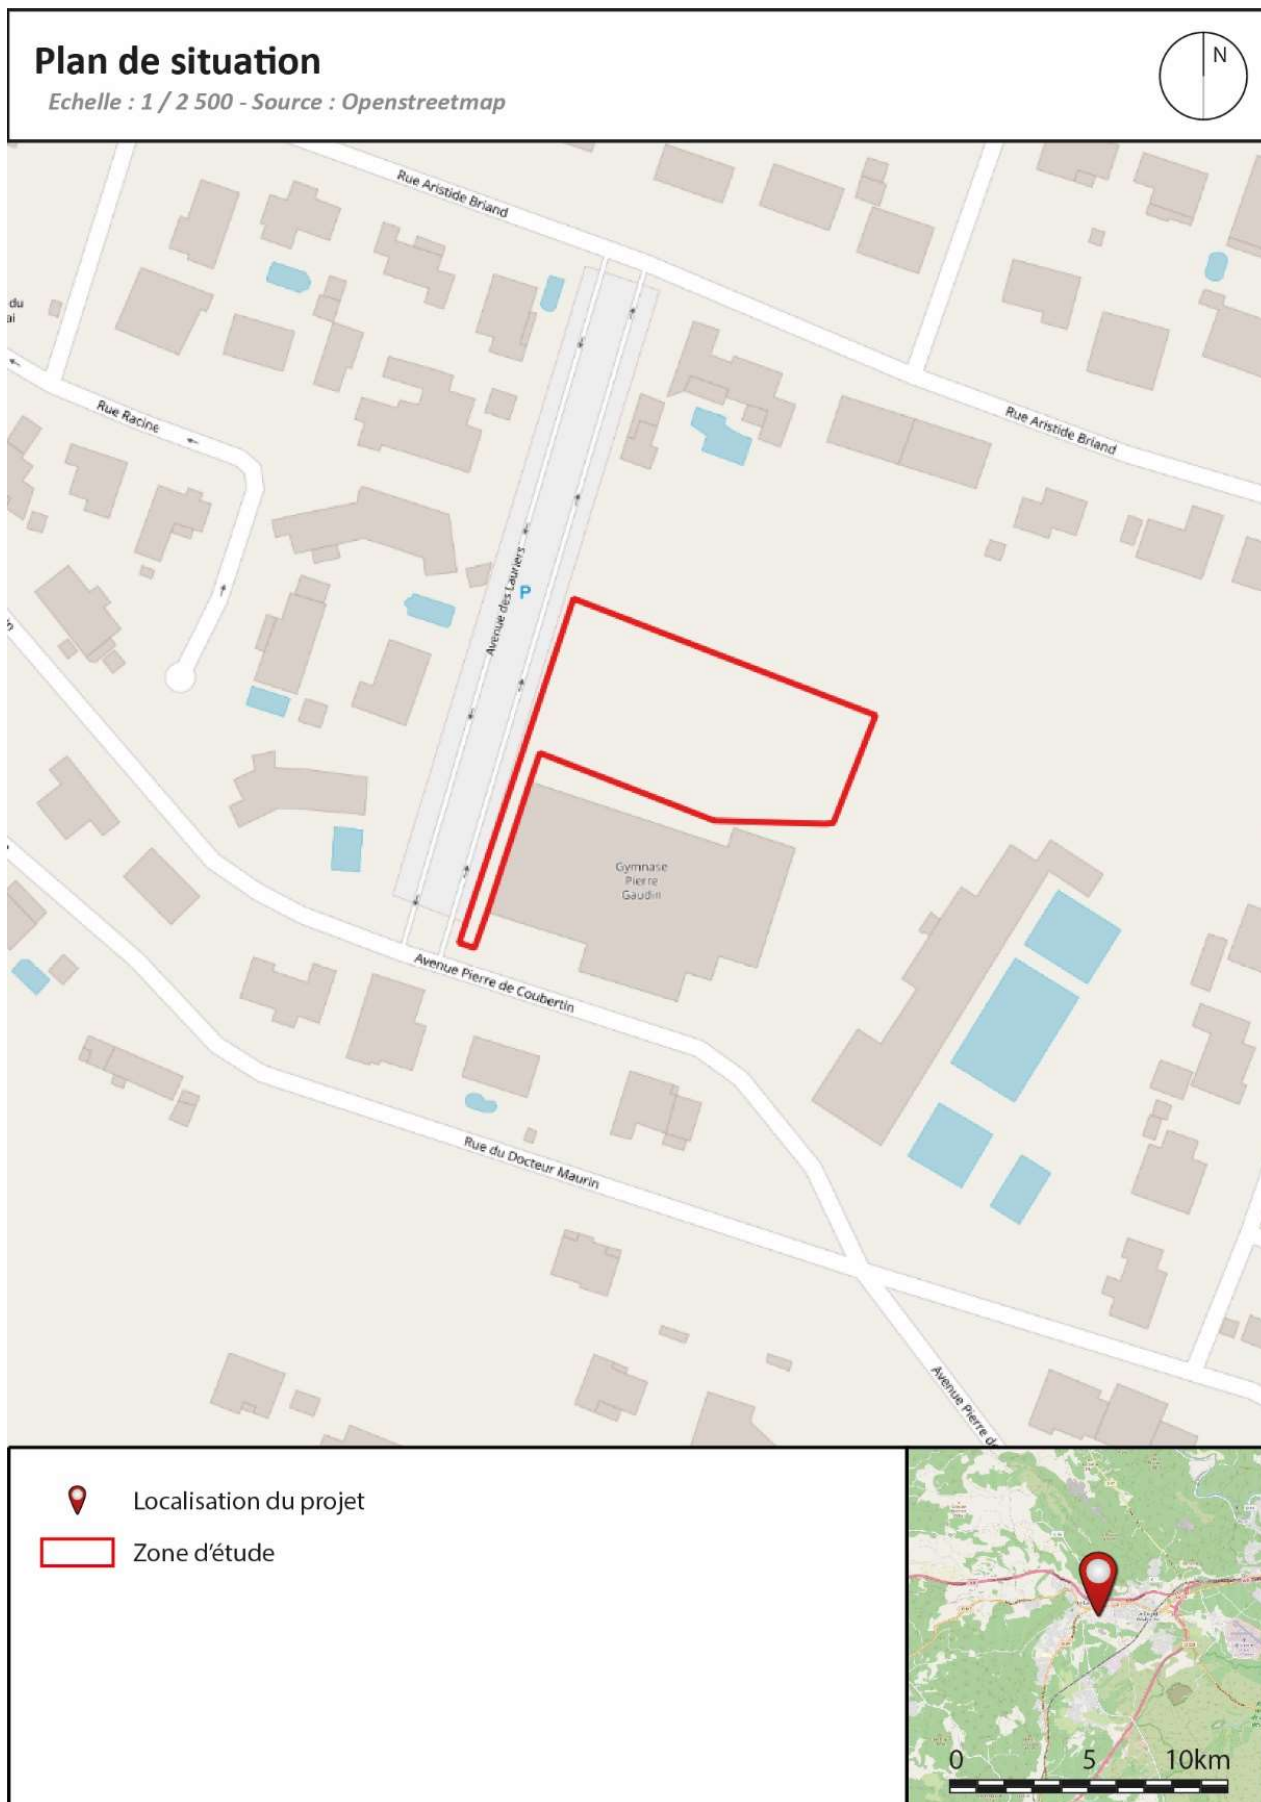 Plan de situation
Echelle : 1 / 2 500 - Source : Openstreetmap
N
Rue Aristide Briand
du
ai
Rue Racine
Rue Aristide Briand
Avenue des Lauriers
P
Gymnase
Pierre
Gaudin
Avenue Pierre de Coubertin
Rue du Docteur Maurin
Avenue Pierre de
Localisation du projet
Zone d'étude
0 5 10km